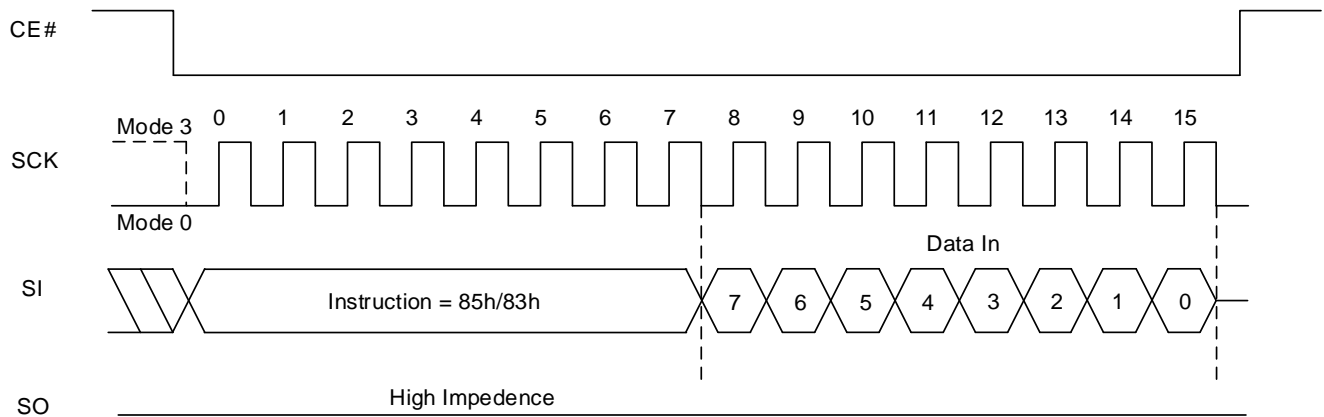 CE#
Mode 3
0 1 2 3 4 5 6 7 8 9 10 11 12 13 14 15
SCK
Mode 0
Data In
SI
Instruction = 85h/83h
7 6 5 4 3 2 1 0
High Impedence
SO